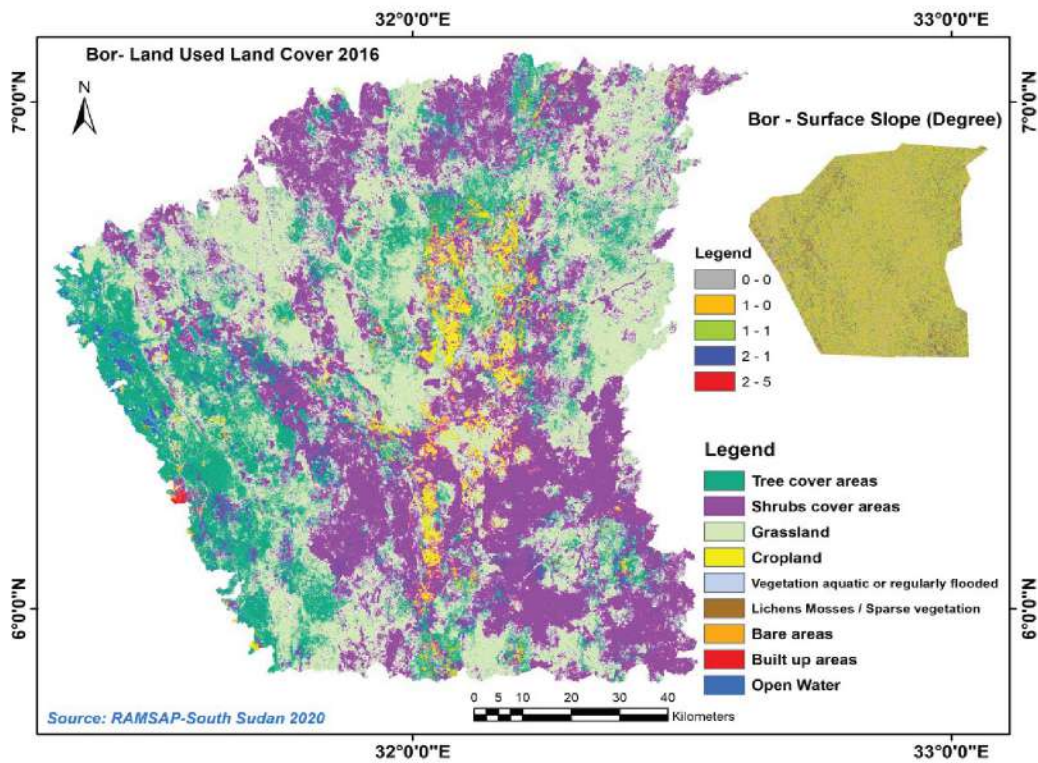 32°0'0"E
33°0'0"E
Bor- Land Used Land Cover 2016
N
7°0'0"N
7°0'0"N
Bor - Surface Slope (Degree)
Legend
0 - 0
1 - 0
1 - 1
2 - 1
2 - 5
Legend
Tree cover areas
Shrubs cover areas
Grassland
Cropland
Vegetation aquatic or regularly flooded
Lichens Mosses / Sparse vegetation
Bare areas
Built up areas
Open Water
6°0'0"N
6°0'0"N
0 5 10 20 30 40
Kilometers
Source: RAMSAP-South Sudan 2020
32°0'0"E
33°0'0"E